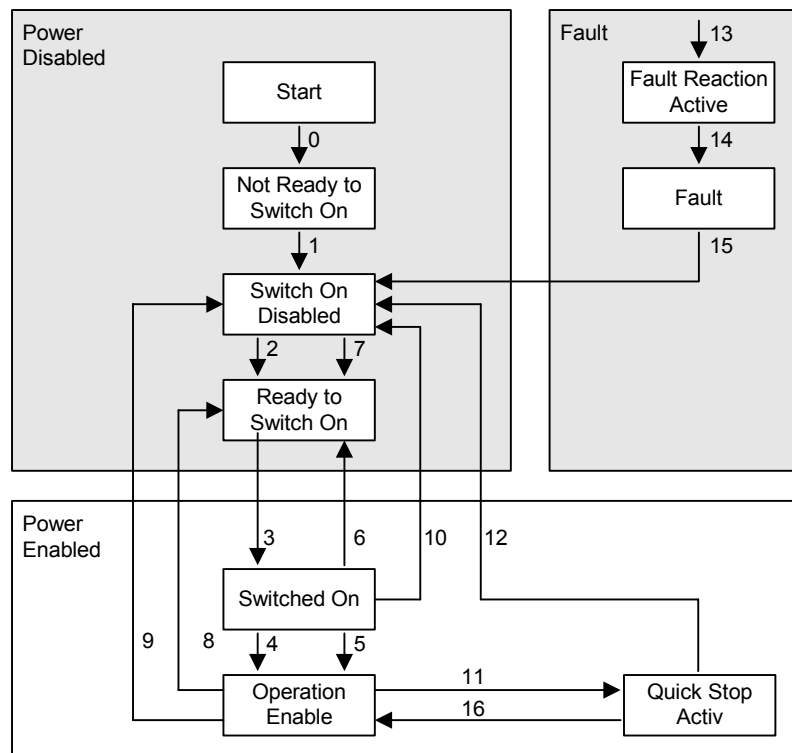 Power
Disabled
Start
0
Not Ready to
Switch On
1
Switch On
Disabled
2
7
Ready to
Switch On
Fault
13
Fault Reaction
Active
14
Fault
15
Power
Enabled
3
6
10
12
Switched On
9
8
4
5
Operation
Enable
11
16
Quick Stop
Activ